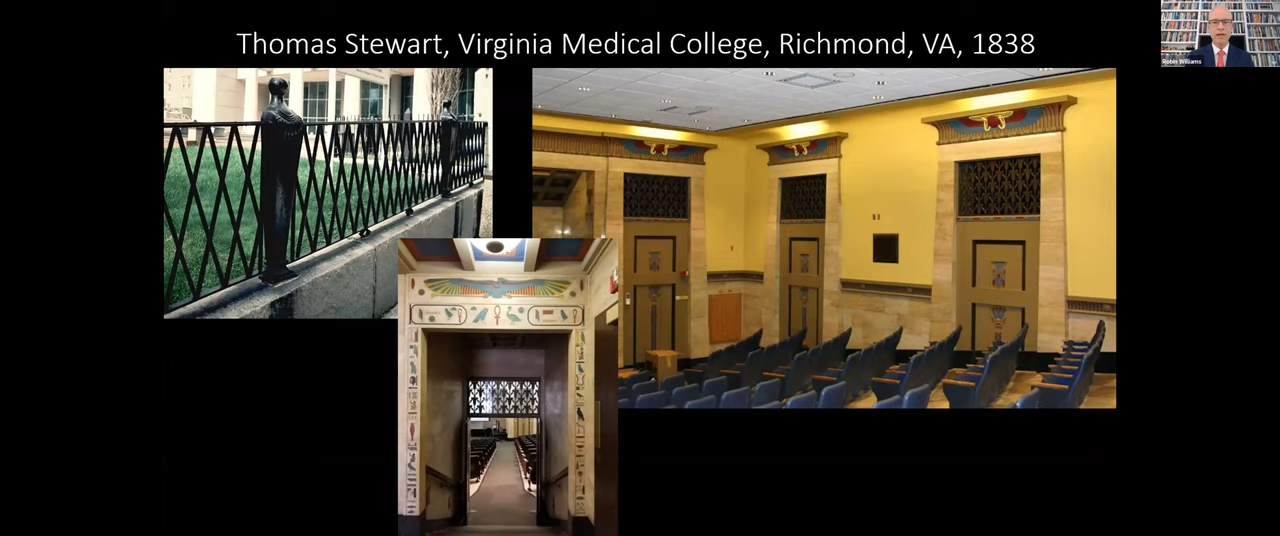 Thomas Stewart, Virginia Medical College, Richmond, VA, 1838
Robin Williams